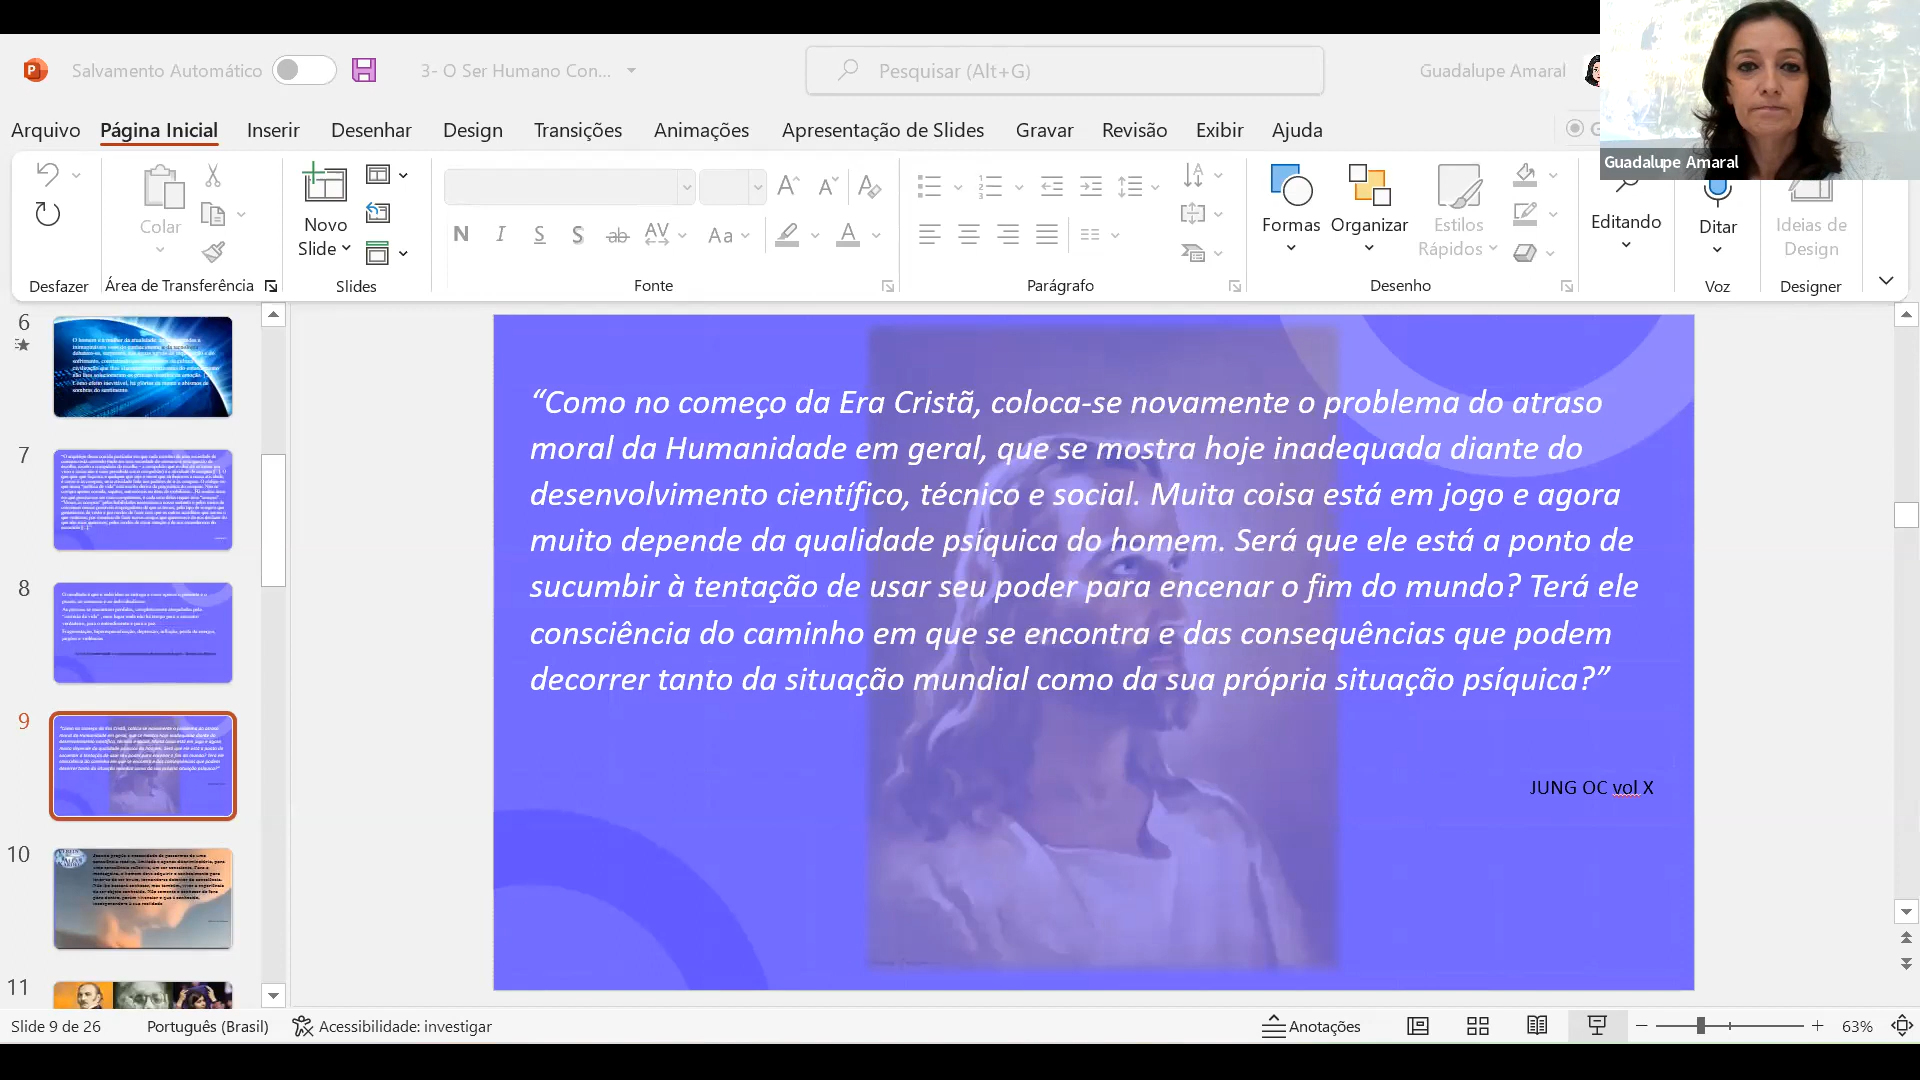 Salvamento Automático
3- O Ser Humano Con...
Pesquisar (Alt+G)
Guadalupe Amaral
Guadalupe Amaral
Arquivo Página Inicial Inserir Desenhar Design Transições Animações Apresentação de Slides Gravar Revisão Exibir Ajuda
Colar
Novo
Slide
Formas
Organizar
Estilos
Rápidos
Editando
Ditar
Ideias de
Design
N I S S ab AV Aa A
Desfazer Área de Transferência Slides Fonte Parágrafo Desenho Voz Designer
6
7
8
9
10
11
“Como no começo da Era Cristã, coloca-se novamente o problema do atraso
moral da Humanidade em geral, que se mostra hoje inadequada diante do
desenvolvimento científico, técnico e social. Muita coisa está em jogo e agora
muito depende da qualidade psíquica do homem. Será que ele está a ponto de
sucumbir à tentação de usar seu poder para encenar o fim do mundo? Terá ele
consciência do caminho em que se encontra e das consequências que podem
decorrer tanto da situação mundial como da sua própria situação psíquica?”
JUNG OC vol X
Slide 9 de 26 Português (Brasil) Acessibilidade: investigar Anotações 63%